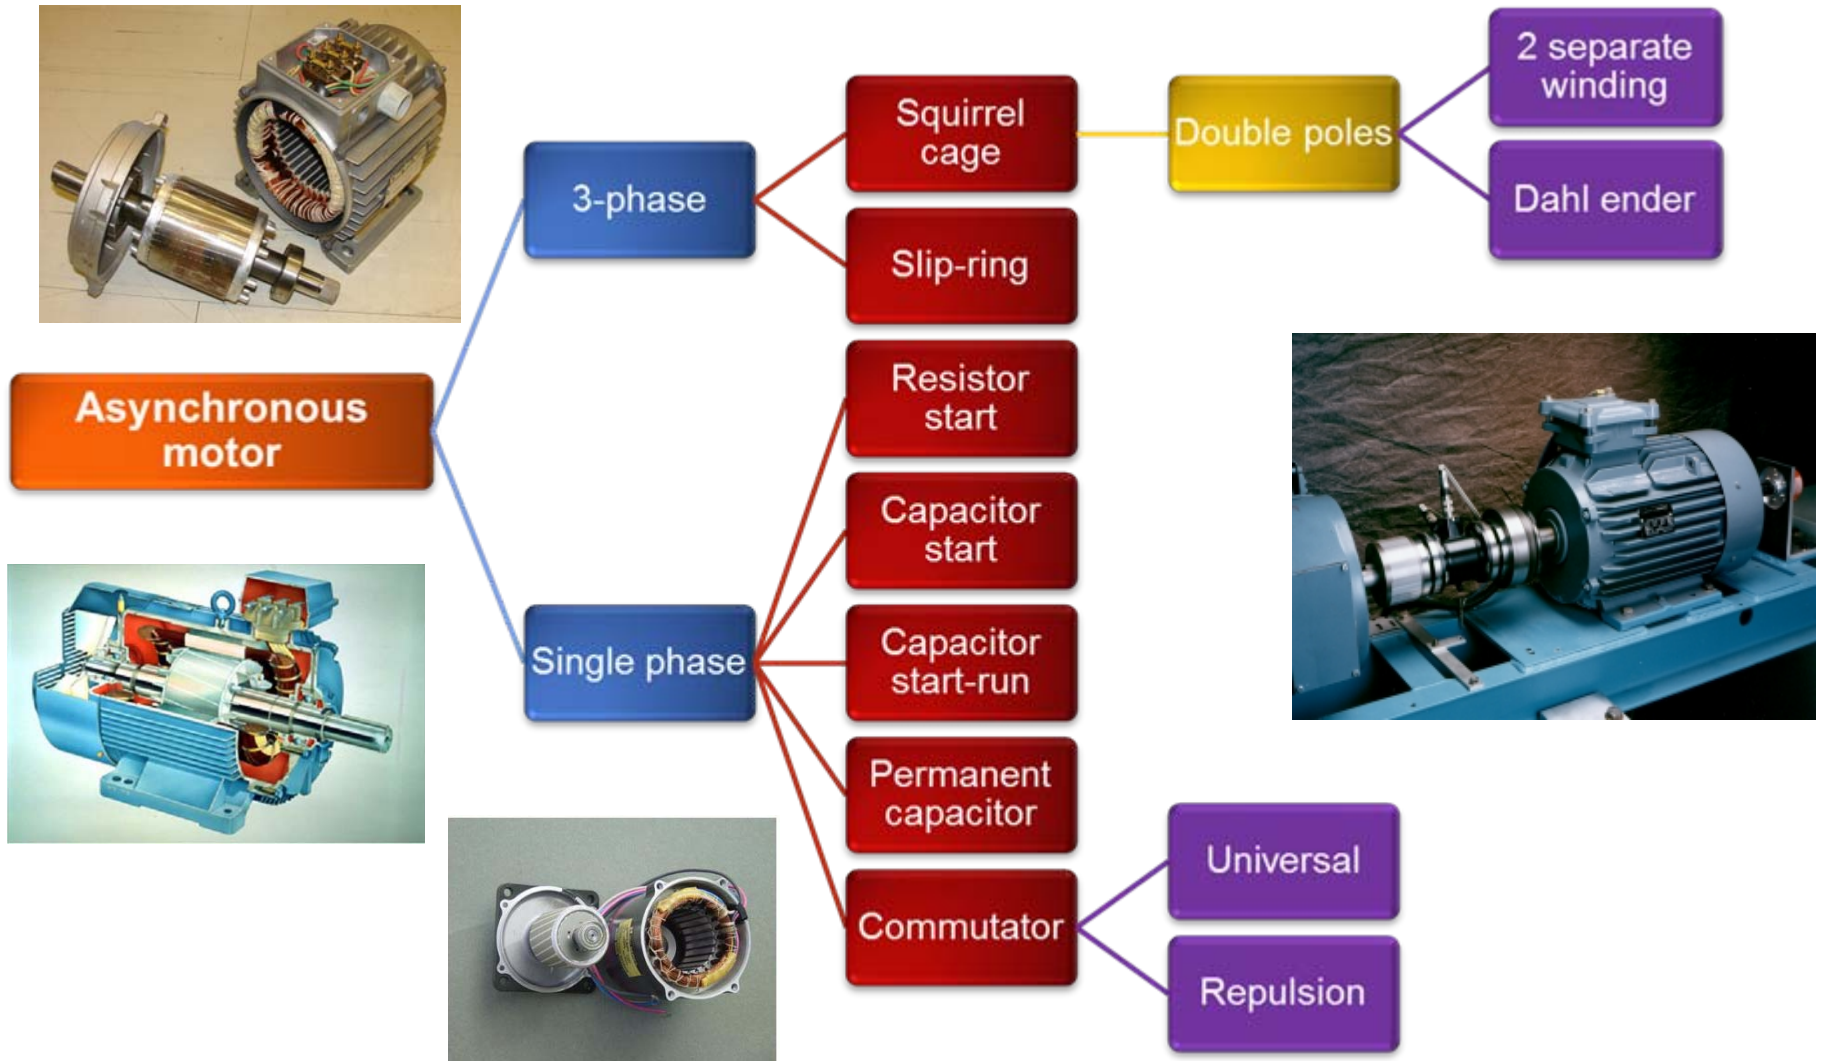 2 separate
winding
Squirrel
cage
Double poles
3-phase
Dahl ender
Slip-ring
Resistor
start
Asynchronous
motor
Capacitor
start
Single phase
Capacitor
start-run
Permanent
capacitor
Universal
Commutator
Repulsion